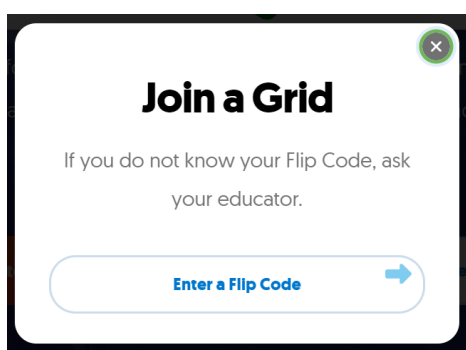 Join a Grid
If you do not know your Flip Code, ask
your educator.
Enter a Flip Code